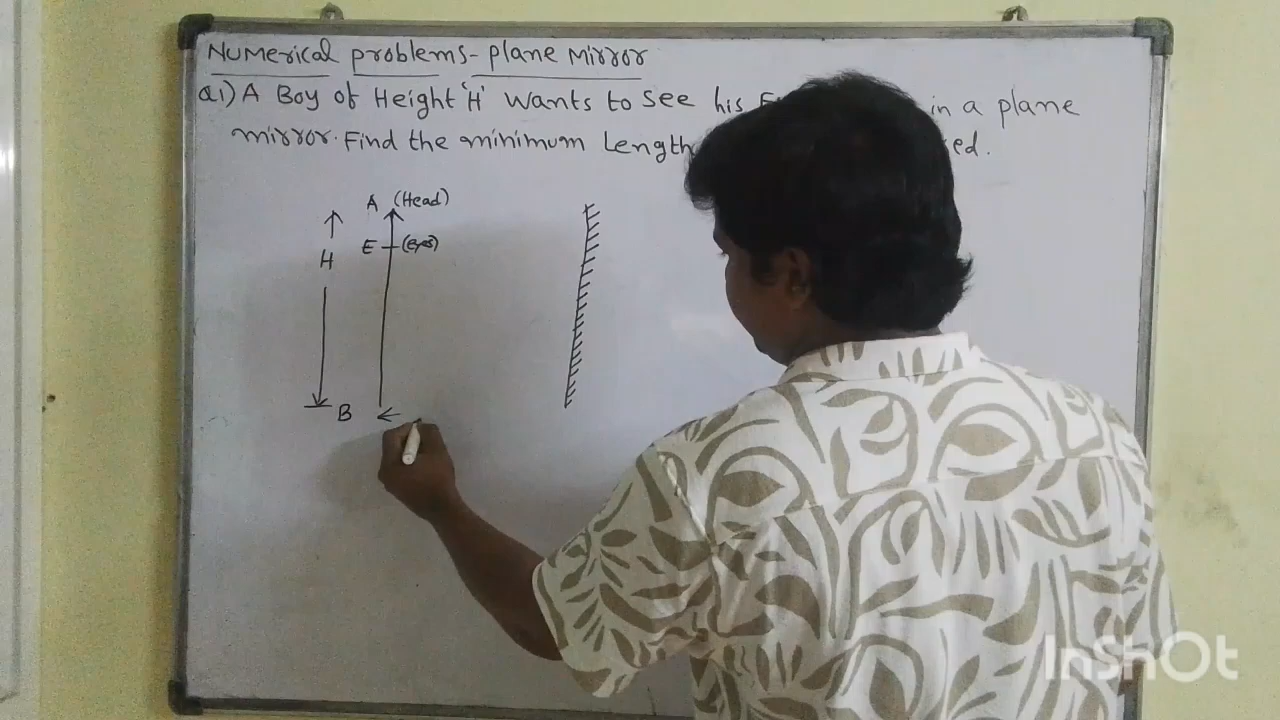 Numerical problems - plane mirror
Q1) A Boy of Height 'H' wants to see his in a plane
mirror. Find the minimum Length ed.
A (Head)
E (eyes)
H
B
InShOt